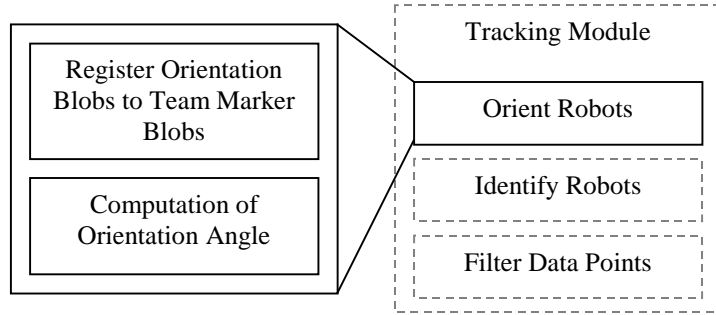 Register Orientation
Blobs to Team Marker
Blobs
Computation of
Orientation Angle
Tracking Module
Orient Robots
Identify Robots
Filter Data Points